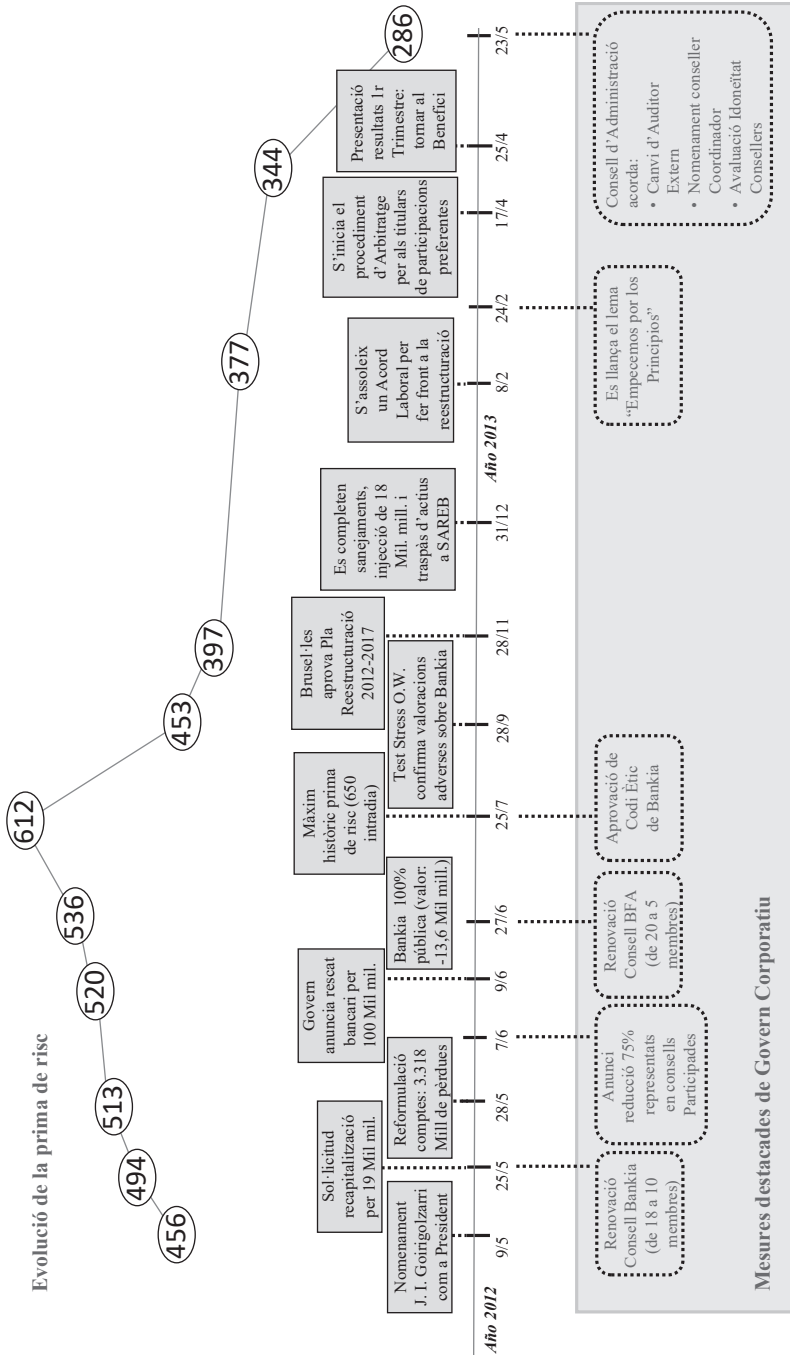 Evolució de la prima de risc
456
494
513
520
536
612
453
397
377
344
286
Nomenament
J. I. Goirigolzarri
com a President
Sol·licitud
recapitalització
per 19 Mil mil.
Reformulació
comptes: 3.318
Mill de pèrdues
Govern
anuncia rescat
bancari per
100 Mil mil.
Bankia 100%
pública (valor:
-13,6 Mil mill.)
Màxim
històric prima
de risc (650
intradia)
Test Stress O.W.
confirma valoracions
adverses sobre Bankia
Brusel·les
aprova Pla
Reestructuració
2012-2017
Es completen
sanejaments,
injecció de 18
Mil. mill. i
traspàs d’actius
a SAREB
S’assoleix
un Acord
Laboral per
fer front a la
reestructuració
S’inicia el
procediment
d’Arbitratge
per als titulars
de participacions
preferentes
Presentació
resultats 1r
Trimestre:
tornar al
Benefici
Año 2012
9/5
25/5
28/5
7/6
9/6
27/6
25/7
28/9
28/11
31/12
Año 2013
8/2
24/2
17/4
25/4
23/5
Renovació
Consell Bankia
(de 18 a 10
membres)
Anunci
reducció 75%
representats
en consells
Participades
Renovació
Consell BFA
(de 20 a 5
membres)
Aprovació de
Codi Ètic
de Bankia
Es llança el lema
“Empecemos por los
Principios”
Consell d’Administració
acorda:
• Canvi d’Auditor
Extern
• Nomenament conseller
Coordinador
• Avaluació Idoneïtat
Consellers
Mesures destacades de Govern Corporatiu